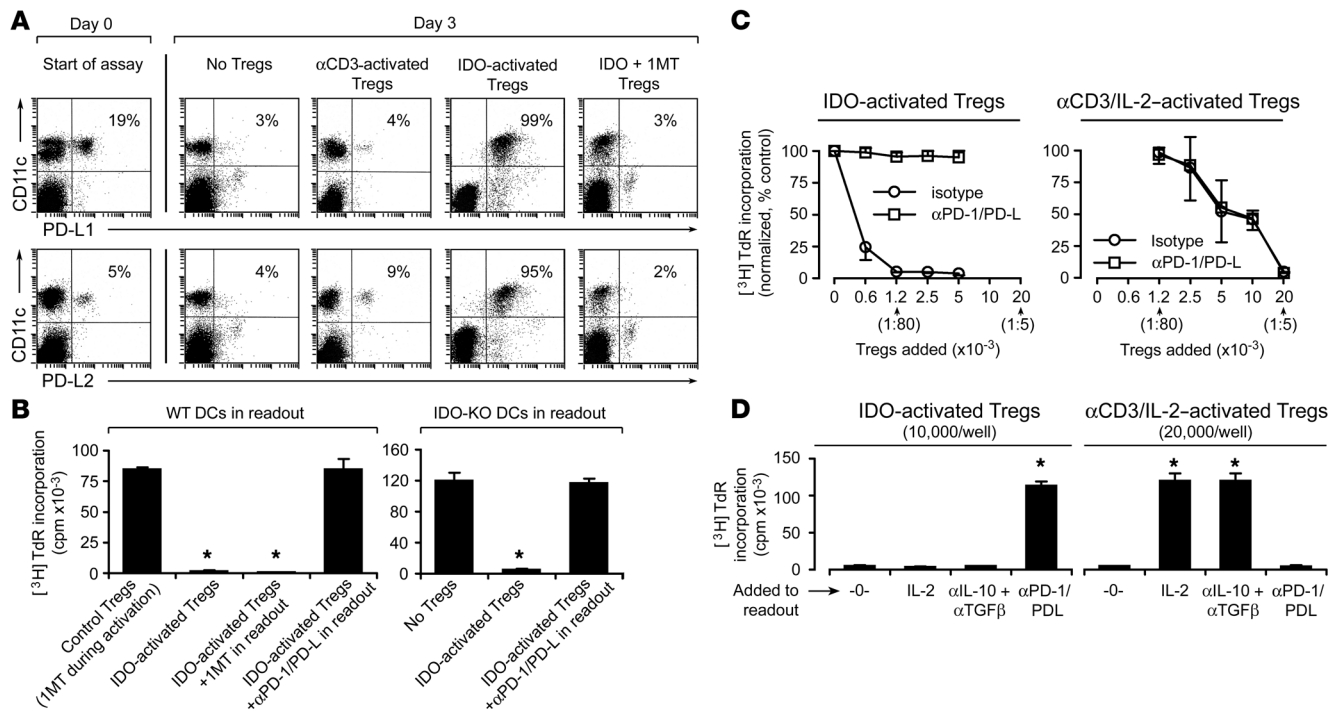 A
Day 0
Day 3
Start of assay
No Tregs
αCD3-activated
Tregs
IDO-activated
Tregs
IDO + 1MT
CD11c
19%
3%
4%
99%
3%
PD-L1
CD11c
5%
4%
9%
95%
2%
PD-L2
B
WT DCs in readout
IDO-KO DCs in readout
[3H] TdR incorporation
(cpm x10-3)
100
75
50
25
0
*
*
160
120
80
40
0
*
Control Tregs
(1MT during activation)
IDO-activated Tregs
IDO-activated Tregs
+1MT in readout
IDO-activated Tregs
+αPD-1/PD-L in readout
No Tregs
IDO-activated Tregs
IDO-activated Tregs
+αPD-1/PD-L in readout
C
IDO-activated Tregs
αCD3/IL-2–activated Tregs
[3H] TdR incorporation
(normalized, % control)
100
75
50
25
0
isotype
αPD-1/PD-L
0 0.6 1.2 2.5 5 10 20
(1:80)
(1:5)
Tregs added (x10-3)
100
75
50
25
0
Isotype
αPD-1/PD-L
0 0.6 1.2 2.5 5 10 20
(1:80)
(1:5)
Tregs added (x10-3)
D
IDO-activated Tregs
(10,000/well)
αCD3/IL-2–activated Tregs
(20,000/well)
[3H] TdR
incorporation
(cpm x10-3)
150
100
50
0
*
*
*
Added to
readout
-0-
IL-2
αIL-10 +
αTGFβ
αPD-1/
PDL
-0-
IL-2
αIL-10 +
αTGFβ
αPD-1/
PDL